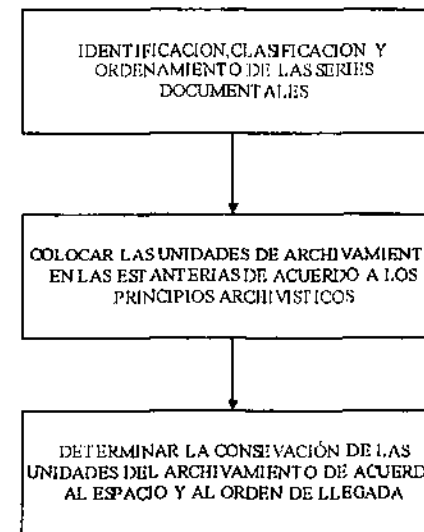 IDENTIFICACION, CLASIFICACION Y
ORDENAMIENTO DE LAS SERIES
DOCUMENTALES
COLOCAR LAS UNIDADES DE ARCHIVAMIENT
EN LAS ESTANTERIAS DE ACUERDO A LOS
PRINCIPIOS ARCHIVISTICOS
DETERMINAR LA CONSEVACIÓN DE LAS
UNIDADES DEL ARCHIVAMIENTO DE ACUERD
AL ESPACIO Y AL ORDEN DE LLEGADA